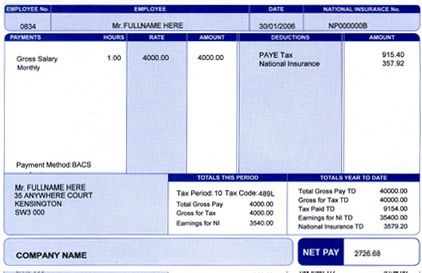 EMPLOYEE No. EMPLOYEE DATE NATIONAL INSURANCE No.
0834 Mr. FULLNAME HERE 30/01/2006 NP000000B
PAYMENTS HOURS RATE AMOUNT DEDUCTIONS AMOUNT
Gross Salary 1.00 4000.00 4000.00 PAYE Tax 915.40
Monthly National Insurance 357.92
Payment Method:BACS
TOTALS THIS PERIOD TOTALS YEAR TO DATE
Mr. FULLNAME HERE
35 ANYWHERE COURT
KENSINGTON
SW3 000
Tax Period: 10 Tax Code: 489L
Total Gross Pay 4000.00
Gross for Tax 4000.00
Earnings for NI 3540.00
Total Gross Pay TD 40000.00
Gross for Tax TD 40000.00
Tax Paid TD 9154.00
Earnings for NI TD 35400.00
National Insurance TD 3579.20
COMPANY NAME NET PAY 2726.68